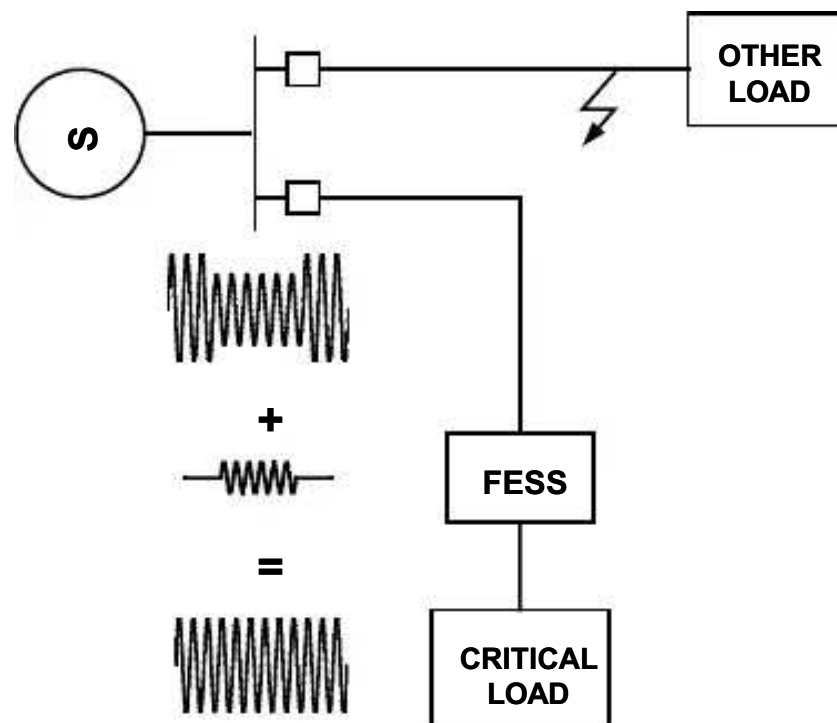 OTHER
LOAD
S
+
FESS
=
CRITICAL
LOAD